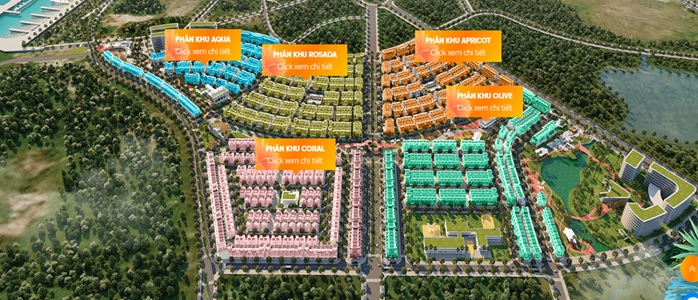 PHÂN KHU AQUA
Click xem chi tiết
PHÂN KHU ROSADA
Click xem chi tiết
PHÂN KHU APRICOT
Click xem chi tiết
PHÂN KHU OLIVE
Click xem chi tiết
PHÂN KHU CORAL
Click xem chi tiết